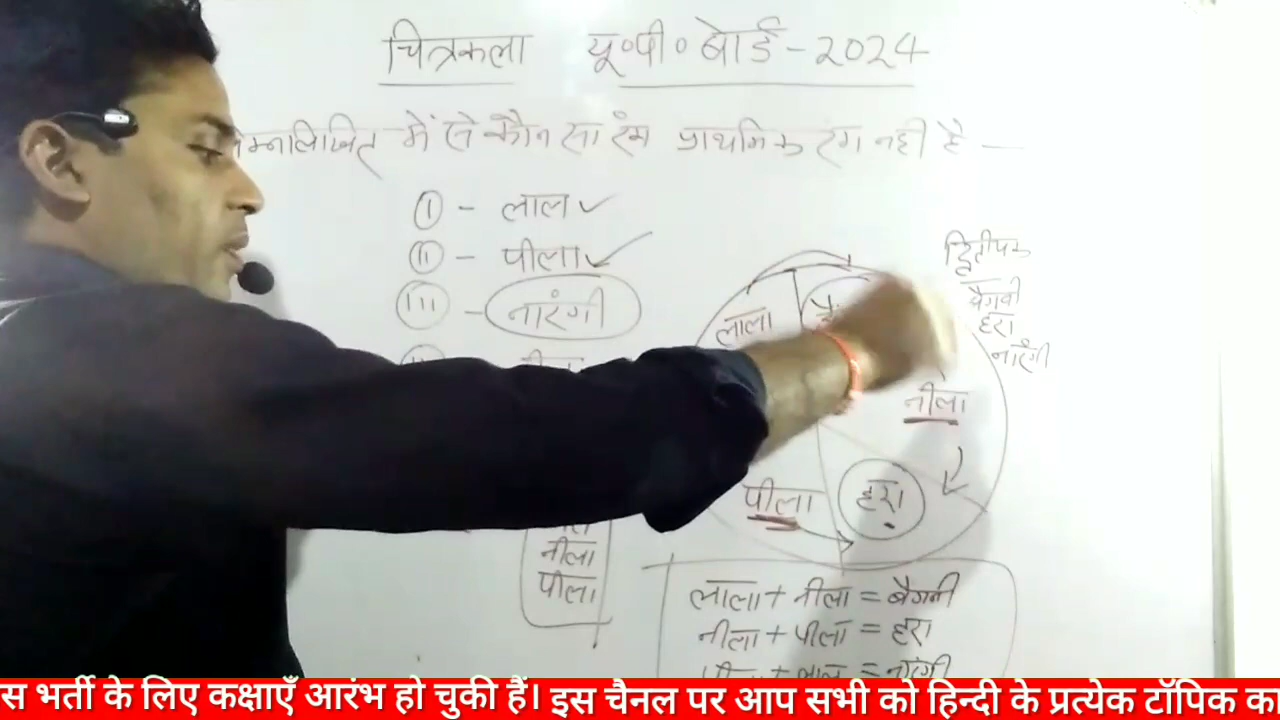 चित्रकला यू०पी० बोर्ड - 2024
निम्नलिखित में से कौन सा रंग प्राथमिक रंग नही है —
(I) - लाल ✓
(II) - पीला ✓
(III) - नारंगी
द्वितीयक
बैगनी
हरा
नारंगी
लाला
नीला
पीला
हरा
नीला
पीला
लाला + नीला = बैगनी
नीला + पीला = हरा
नारंगी
स भर्ती के लिए कक्षाएँ आरंभ हो चुकी हैं। इस चैनल पर आप सभी को हिन्दी के प्रत्येक टॉपिक का